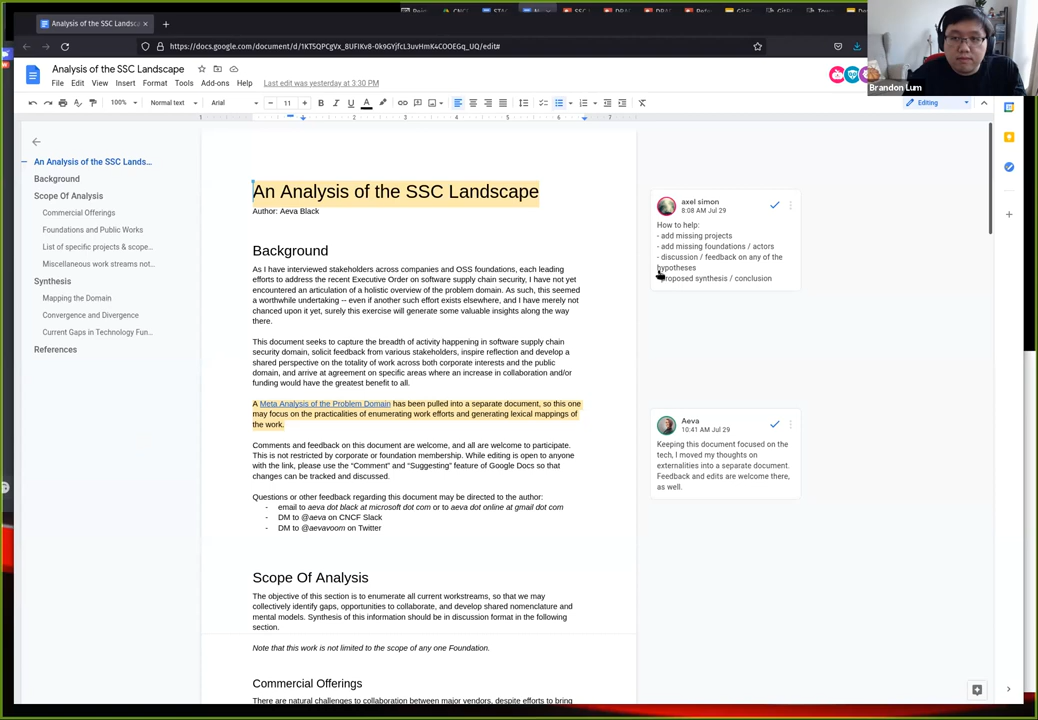 Analysis of the SSC Landsca
https://docs.google.com/document/d/1KT5QPCgVx_8UFIKv8-0k9GYjfcL3uvHmK4COOEGq_UQ/edit#
Brandon Lum
Analysis of the SSC Landscape
File Edit View Insert Format Tools Add-ons Help Last edit was yesterday at 3:30 PM
100% Normal text Arial 11 Editing
1 1 2 3 4 5 6 7
An Analysis of the SSC Lands...
Background
Scope Of Analysis
Commercial Offerings
Foundations and Public Works
List of specific projects & scope...
Miscellaneous work streams not...
Synthesis
Mapping the Domain
Convergence and Divergence
Current Gaps in Technology Fun...
References
An Analysis of the SSC Landscape
Author: Aeva Black
Background
As I have interviewed stakeholders across companies and OSS foundations, each leading
efforts to address the recent Executive Order on software supply chain security, I have not yet
encountered an articulation of a holistic overview of the problem domain. As such, this seemed
a worthwhile undertaking -- even if another such effort exists elsewhere, and I have merely not
chanced upon it yet, surely this exercise will generate some valuable insights along the way
there.
This document seeks to capture the breadth of activity happening in software supply chain
security domain, solicit feedback from various stakeholders, inspire reflection and develop a
shared perspective on the totality of work across both corporate interests and the public
domain, and arrive at agreement on specific areas where an increase in collaboration and/or
funding would have the greatest benefit to all.
A Meta Analysis of the Problem Domain has been pulled into a separate document, so this one
may focus on the practicalities of enumerating work efforts and generating lexical mappings of
the work.
Comments and feedback on this document are welcome, and all are welcome to participate.
This is not restricted by corporate or foundation membership. While editing is open to anyone
with the link, please use the “Comment” and “Suggesting” feature of Google Docs so that
changes can be tracked and discussed.
Questions or other feedback regarding this document may be directed to the author:
- email to aeva dot black at microsoft dot com or to aeva dot online at gmail dot com
- DM to @aeva on CNCF Slack
- DM to @aevavoom on Twitter
Scope Of Analysis
The objective of this section is to enumerate all current workstreams, so that we may
collectively identify gaps, opportunities to collaborate, and develop shared nomenclature and
mental models. Synthesis of this information should be in discussion format in the following
section.
Note that this work is not limited to the scope of any one Foundation.
Commercial Offerings
There are natural challenges to collaboration between major vendors, despite efforts to bring
axel simon
8:08 AM Jul 29
How to help:
- add missing projects
- add missing foundations / actors
- discussion / feedback on any of the
hypotheses
proposed synthesis / conclusion
Aeva
10:41 AM Jul 29
Keeping this document focused on the
tech, I moved my thoughts on
externalities into a separate document.
Feedback and edits are welcome there,
as well.